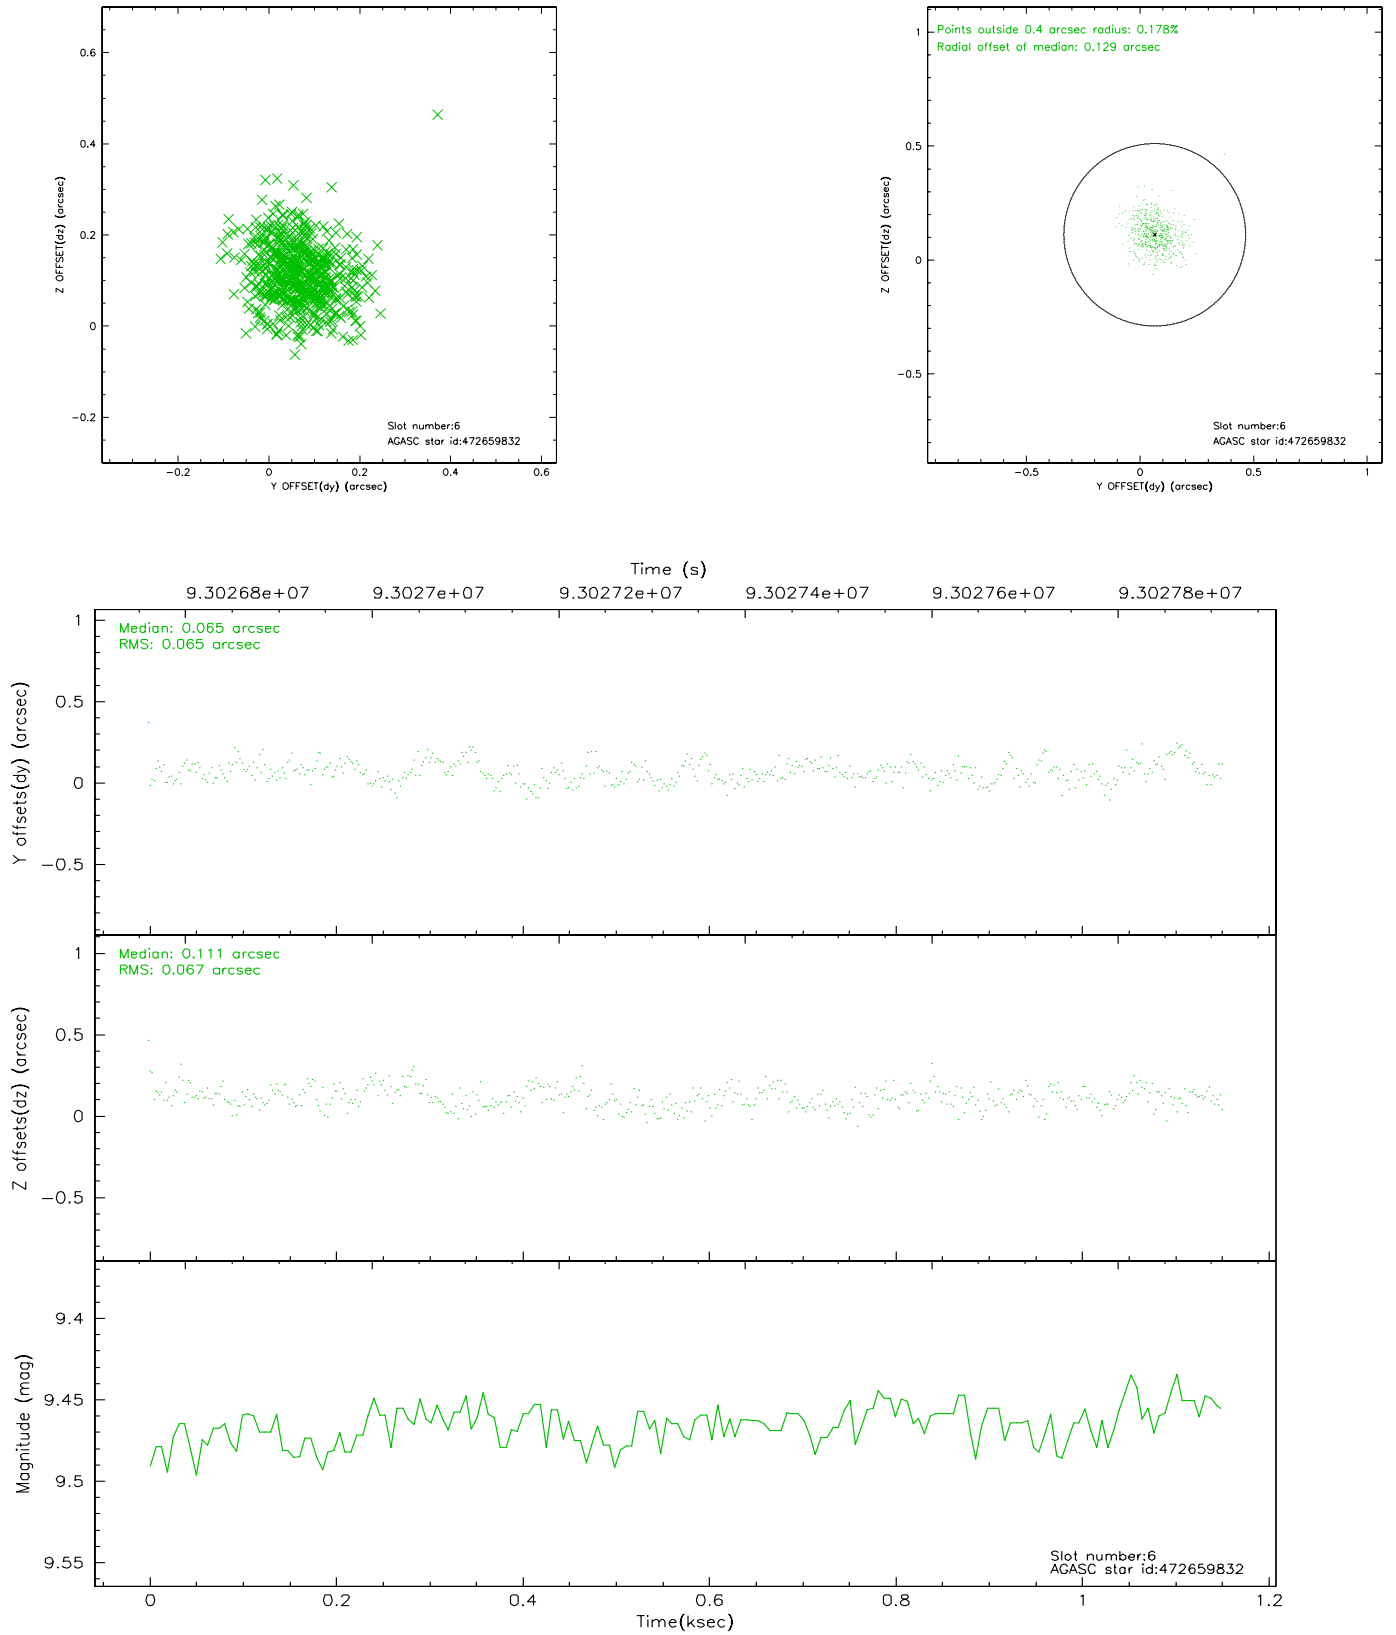 0.6
0.4
0.2
0
−0.2
Z OFFSET(dz) (arcsec)
−0.2 0 0.2 0.4 0.6
Y OFFSET(dy) (arcsec)
Slot number:6
AGASC star id:472659832
Points outside 0.4 arcsec radius: 0.178%
Radial offset of median: 0.129 arcsec
1
0.5
0
−0.5
Z OFFSET(dz) (arcsec)
−0.5 0 0.5 1
Y OFFSET(dy) (arcsec)
Slot number:6
AGASC star id:472659832
Time (s)
9.30268e+07 9.3027e+07 9.30272e+07 9.30274e+07 9.30276e+07 9.30278e+07
Median: 0.065 arcsec
RMS: 0.065 arcsec
1
0.5
0
−0.5
Y offsets(dy) (arcsec)
Median: 0.111 arcsec
RMS: 0.067 arcsec
1
0.5
0
−0.5
Z offsets(dz) (arcsec)
9.4
9.45
9.5
9.55
Magnitude (mag)
Slot number:6
AGASC star id:472659832
0 0.2 0.4 0.6 0.8 1 1.2
Time(ksec)